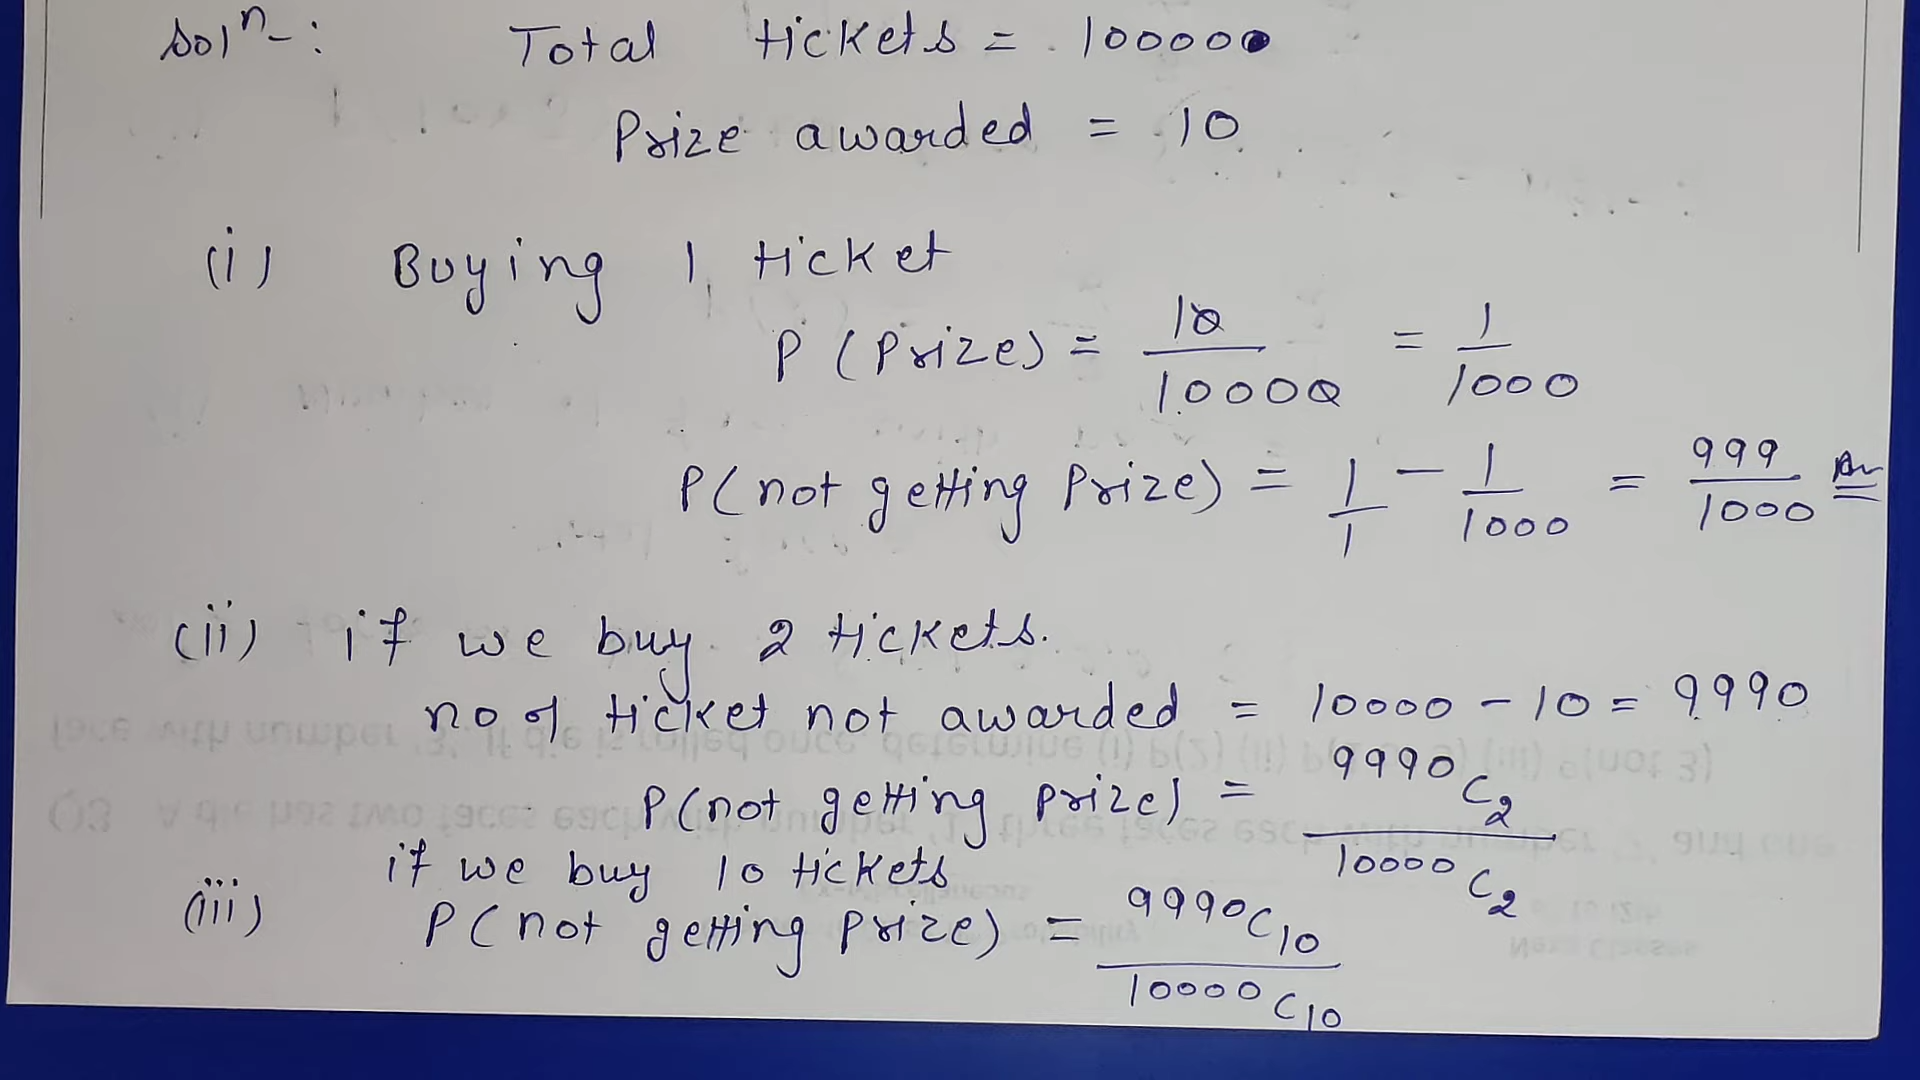 Solⁿ-: Total tickets = 100000
Prize awarded = 10
(i) Buying 1 ticket
P (Prize) = 10/10000 = 1/1000
P(not getting Prize) = 1/1 - 1/1000 = 999/1000 An
(ii) if we buy 2 tickets.
no of ticket not awarded = 10000 - 10 = 9990
P(not getting prize) = 9990C2/10000C2
(iii) if we buy 10 tickets
P(not getting prize) = 9990C10/10000C10